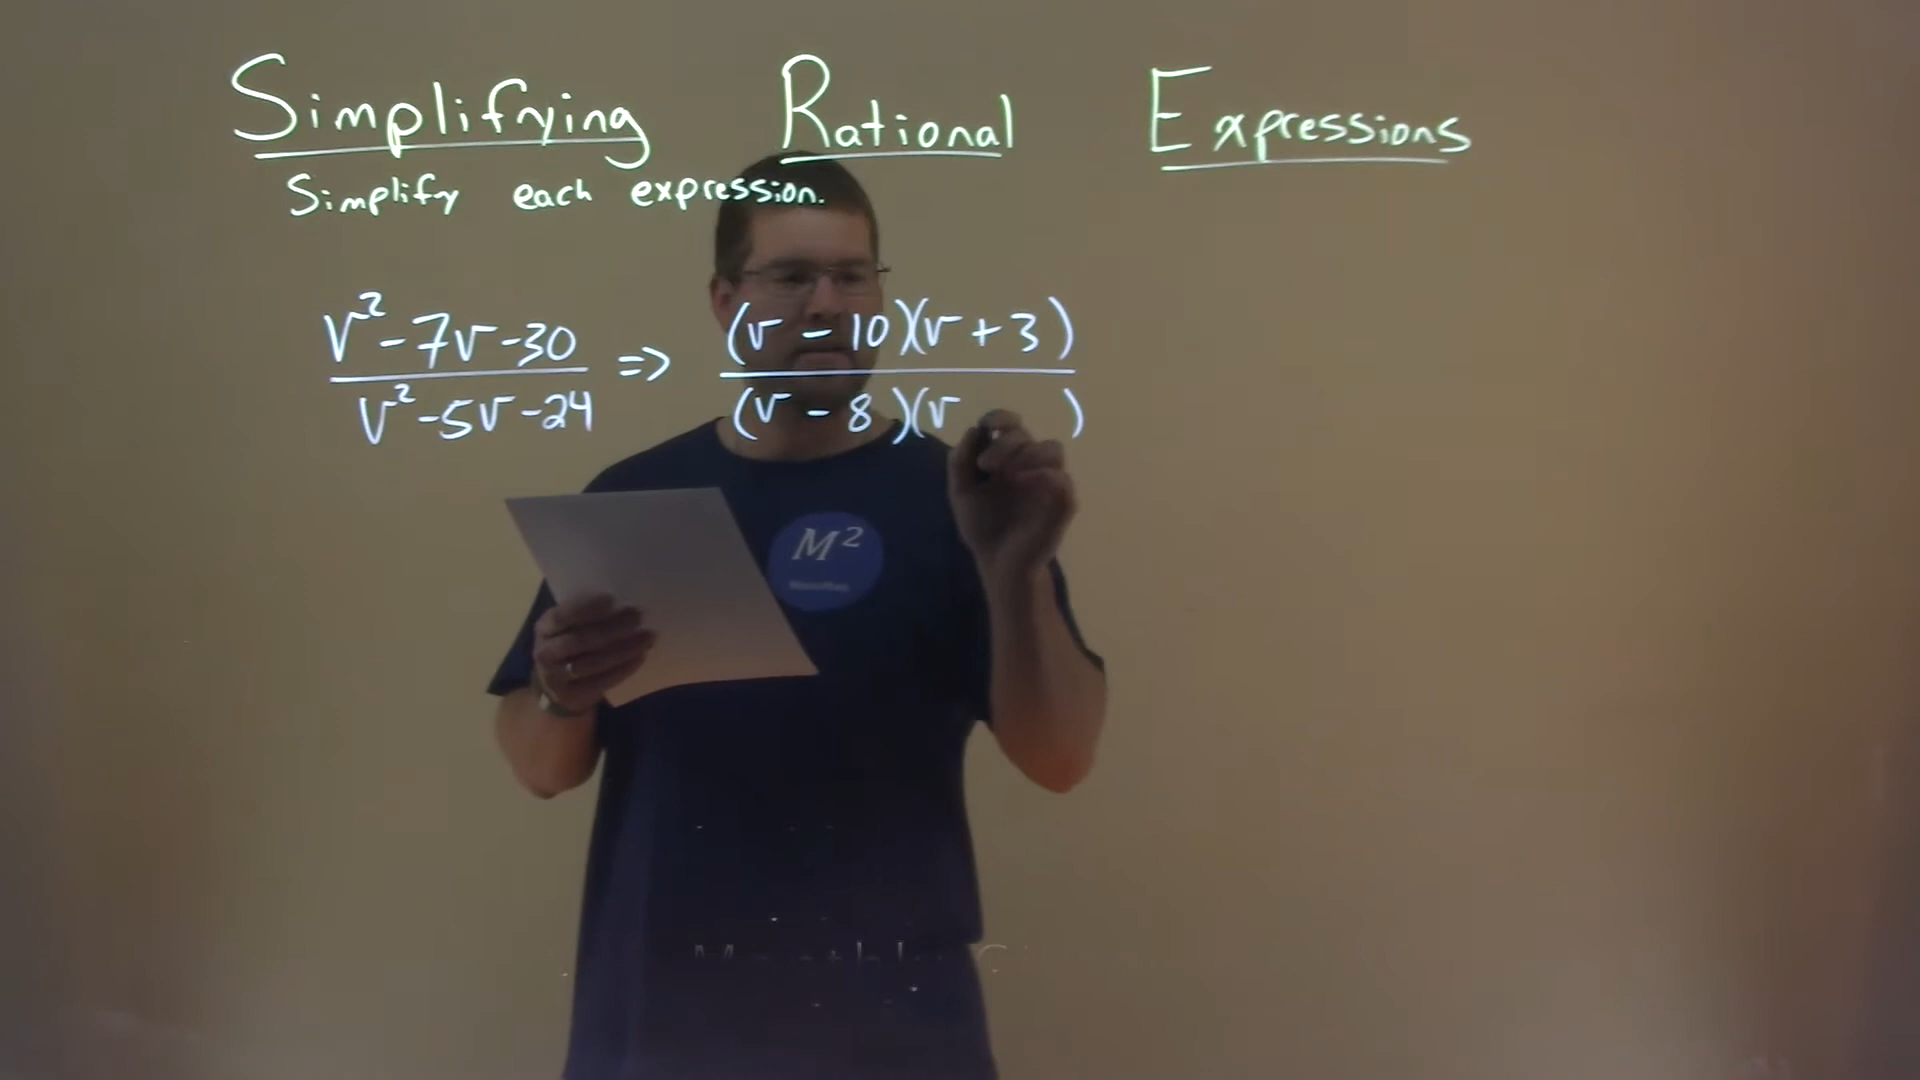 Simplifying Rational Expressions
Simplify each expression.
v²-7v-30 => (v - 10)(v + 3)
v²-5v-24 (v - 8)(v )
M²